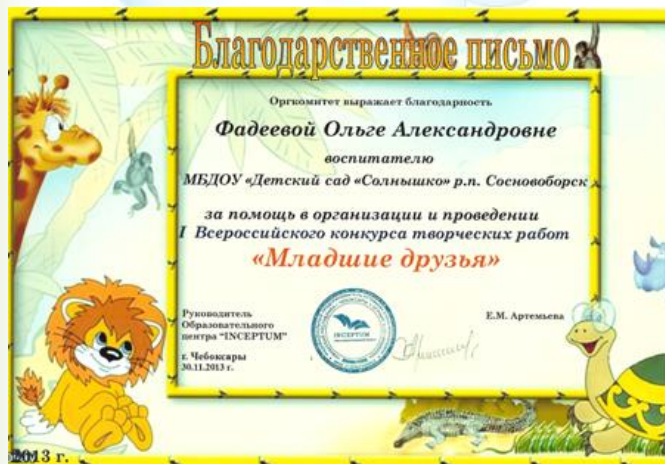 Благодарственное письмо
Оргкомитет выражает благодарность
Фадеевой Ольге Александровне
воспитателю
МБДОУ «Детский сад «Солнышко» р.п. Сосновоборск
за помощь в организации и проведении
I Всероссийского конкурса творческих работ
«Младшие друзья»
Руководитель
Образовательного
центра "INCEPTUM"
Е.М. Артемьева
INCEPTUM
г. Чебоксары
30.11.2013 г.
2013 г.